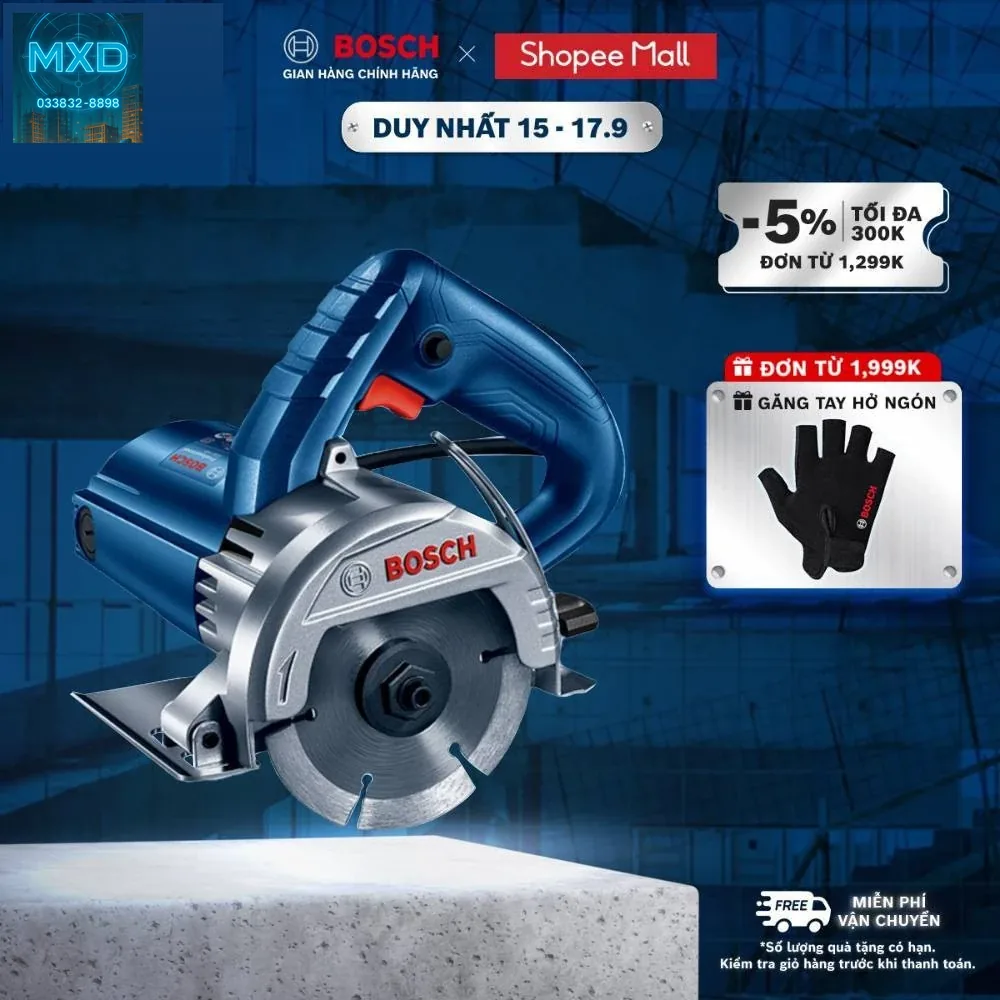 MXD
033832-8898
BOSCH × Shopee Mall
GIAN HÀNG CHÍNH HÃNG
DUY NHẤT 15 - 17.9
-5% TỐI ĐA
300K
ĐƠN TỪ 1,299K
ĐƠN TỪ 1,999K
GĂNG TAY HỞ NGÓN
BOSCH
BOSCH
BOSCH
FREE MIỄN PHÍ
VẬN CHUYỂN
*Số lượng quà tặng có hạn.
Kiểm tra giỏ hàng trước khi thanh toán.